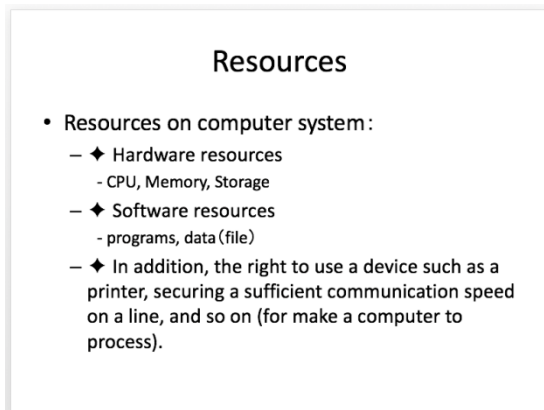 Resources
• Resources on computer system：
– ✦ Hardware resources
- CPU, Memory, Storage
– ✦ Software resources
- programs, data（file）
– ✦ In addition, the right to use a device such as a
printer, securing a sufficient communication speed
on a line, and so on (for make a computer to
process).